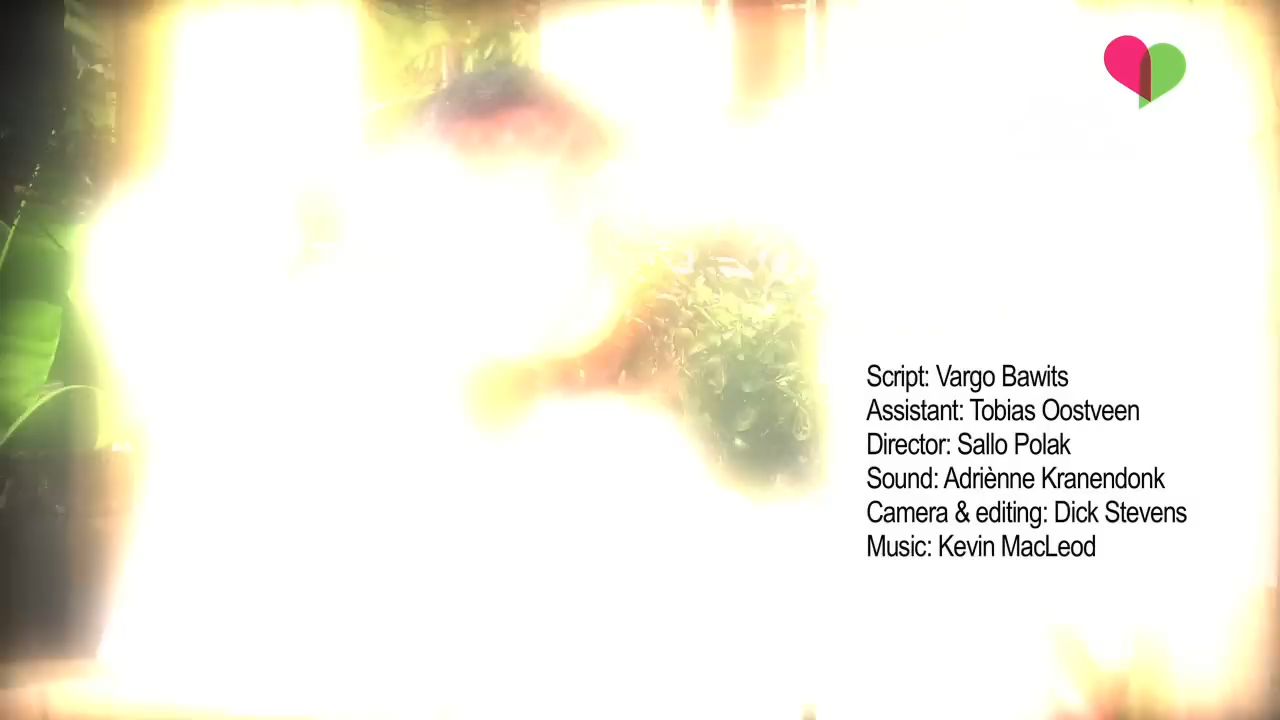 Script: Vargo Bawits
Assistant: Tobias Oostveen
Director: Sallo Polak
Sound: Adriènne Kranendonk
Camera & editing: Dick Stevens
Music: Kevin MacLeod